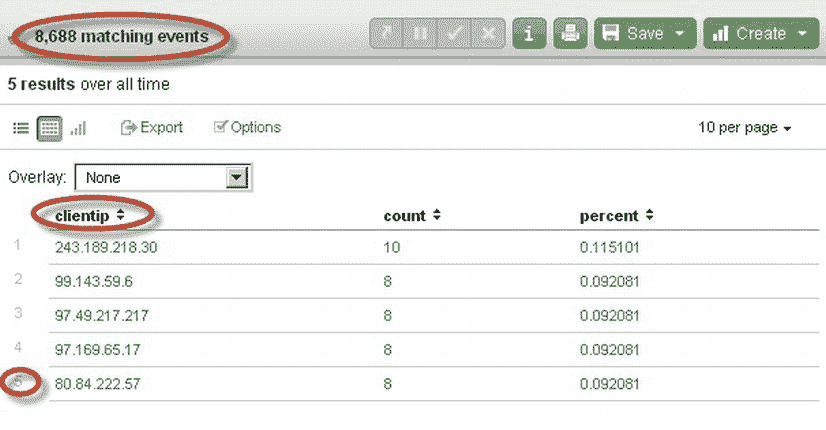 8,688 matching events
i Save Create
5 results over all time
Export Options 10 per page
Overlay: None
clientip count percent
1 243.189.218.30 10 0.115101
2 99.143.59.6 8 0.092081
3 97.49.217.217 8 0.092081
4 97.169.65.17 8 0.092081
5 80.84.222.57 8 0.092081